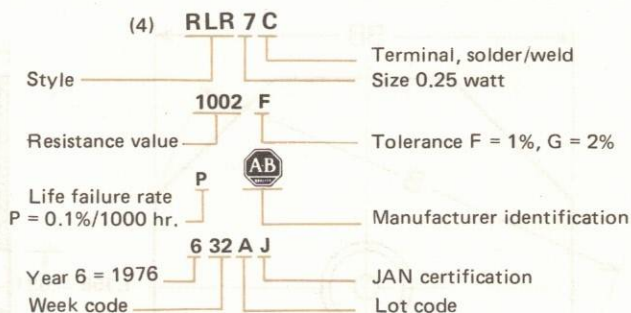 (4) RLR 7 C
Terminal, solder/weld
Style
Size 0.25 watt
1002 F
Resistance value
Tolerance F = 1%, G = 2%
AB
P
Life failure rate
P = 0.1%/1000 hr.
Manufacturer identification
6 32 A J
Year 6 = 1976
JAN certification
Week code
Lot code